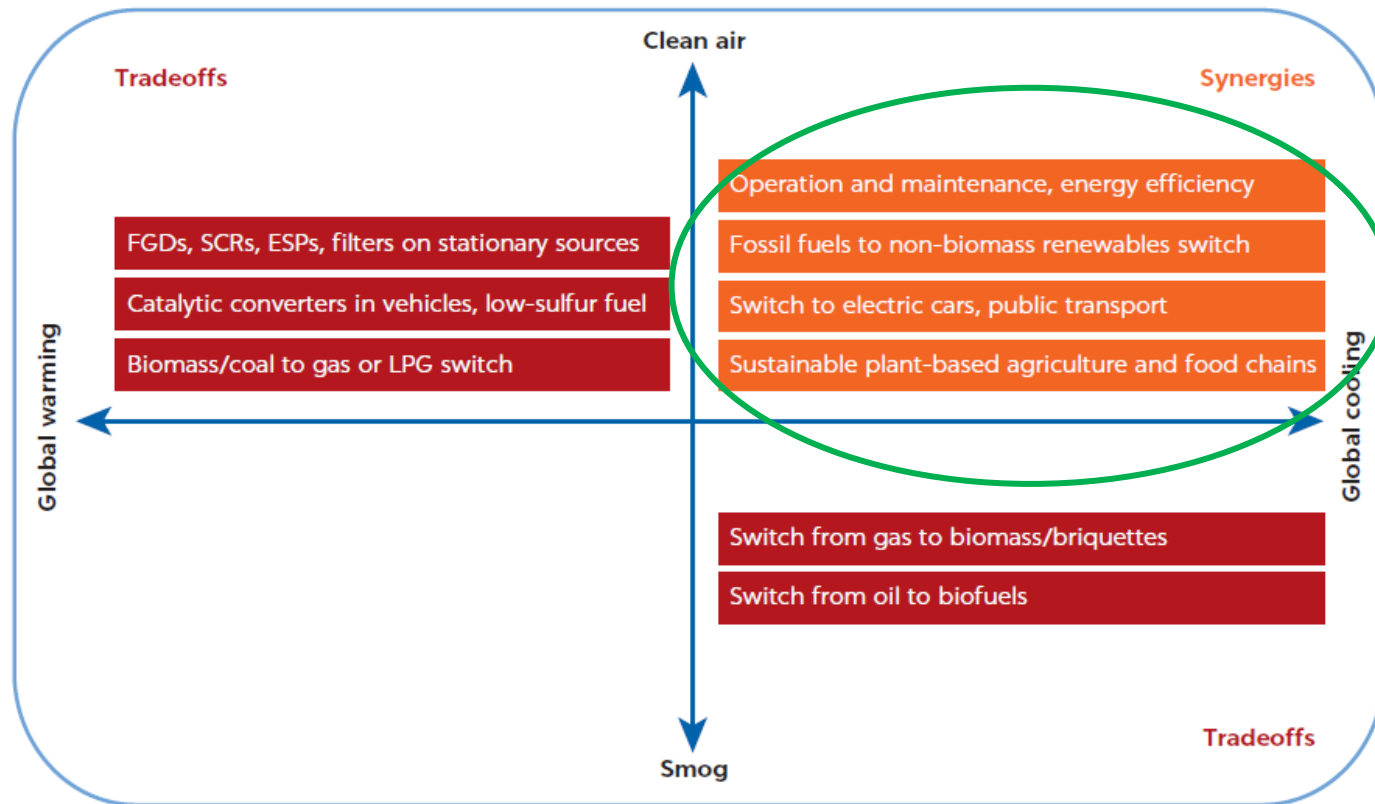 Clean air
Tradeoffs
Synergies
Operation and maintenance, energy efficiency
FGDs, SCRs, ESPs, filters on stationary sources
Fossil fuels to non-biomass renewables switch
Catalytic converters in vehicles, low-sulfur fuel
Switch to electric cars, public transport
Biomass/coal to gas or LPG switch
Sustainable plant-based agriculture and food chains
Global warming
Global cooling
Switch from gas to biomass/briquettes
Switch from oil to biofuels
Tradeoffs
Smog